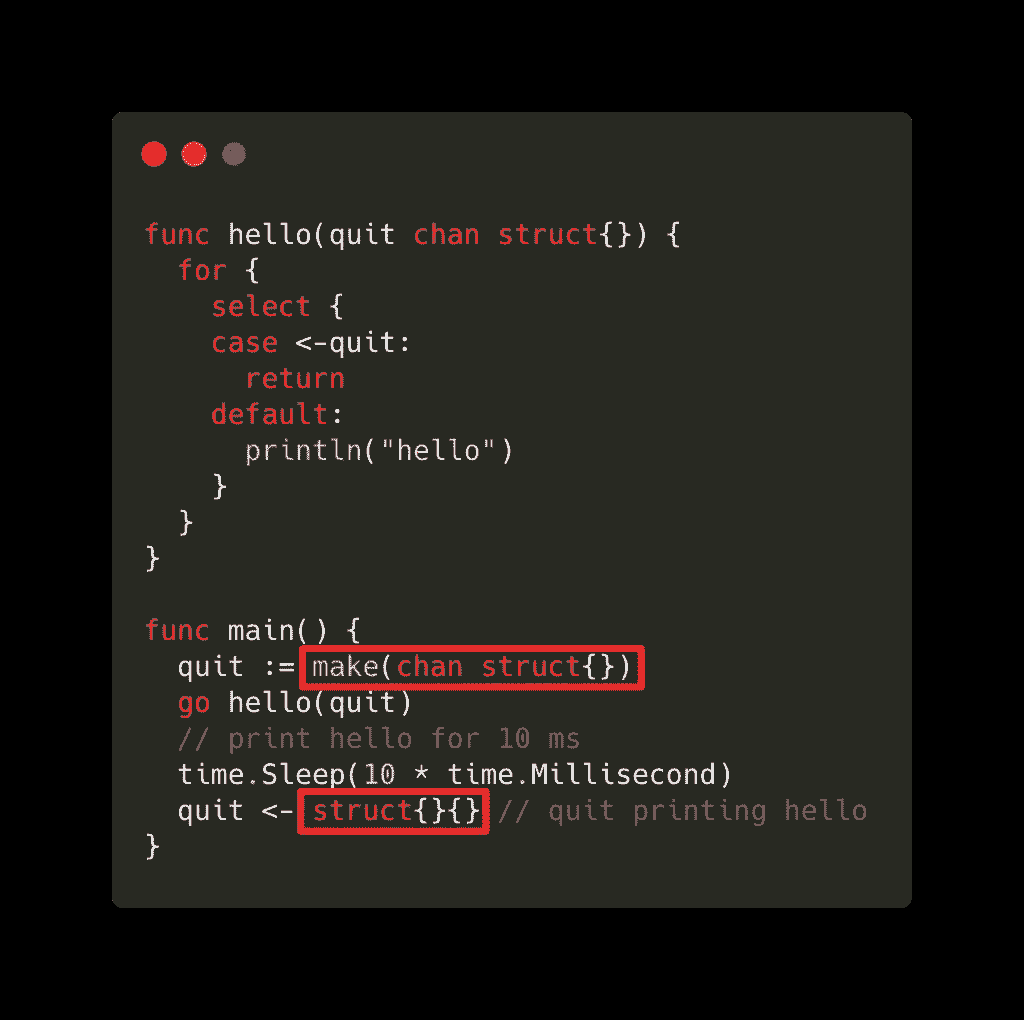 func hello(quit chan struct{}) {
  for {
    select {
    case <-quit:
      return
    default:
      println("hello")
    }
  }
}

func main() {
  quit := make(chan struct{})
  go hello(quit)
  // print hello for 10 ms
  time.Sleep(10 * time.Millisecond)
  quit <- struct{}{} // quit printing hello
}